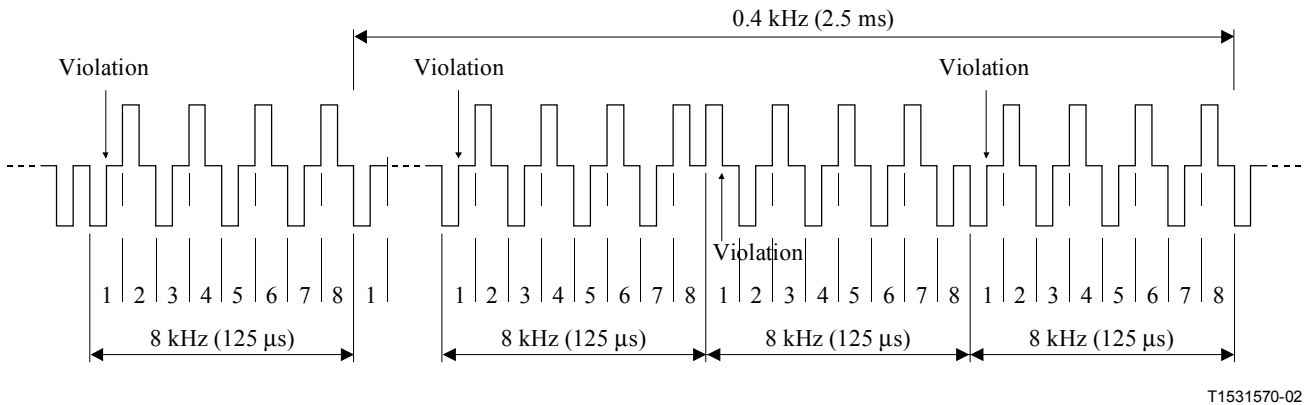 0.4 kHz (2.5 ms)
Violation Violation Violation
Violation
1 2 3 4 5 6 7 8 1 1 2 3 4 5 6 7 8 1 2 3 4 5 6 7 8 1 2 3 4 5 6 7 8
8 kHz (125 μs) 8 kHz (125 μs) 8 kHz (125 μs) 8 kHz (125 μs)
T1531570-02